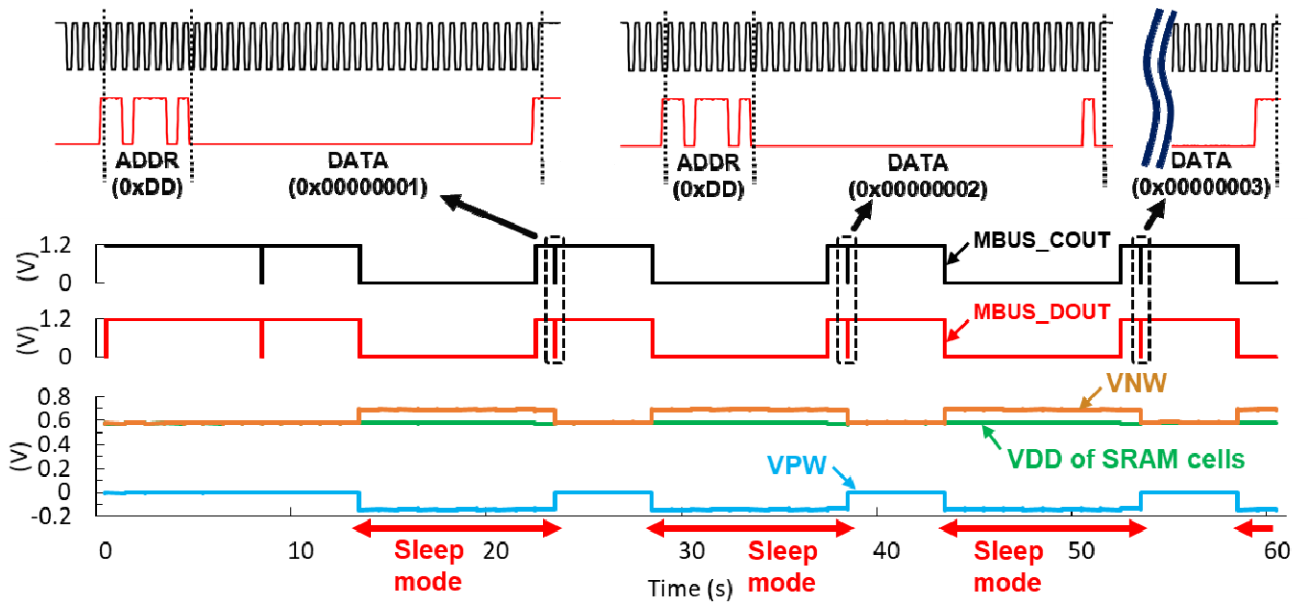 ADDR
(0xDD)
DATA
(0x00000001)
ADDR
(0xDD)
DATA
(0x00000002)
DATA
(0x00000003)
(V)
1.2
0
MBUS_COUT
(V)
1.2
0
MBUS_DOUT
(V)
0.8
0.6
0.4
0.2
0
-0.2
VNW
VDD of SRAM cells
VPW
0
10
20
30
40
50
60
Sleep
mode
Sleep
mode
Sleep
mode
Time (s)